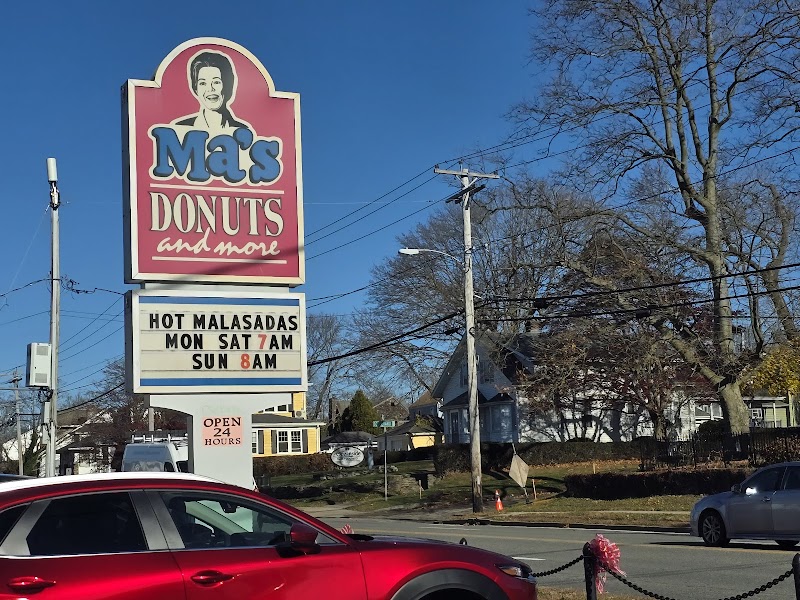 Ma's
DONUTS
and more
HOT MALASADAS
MON SAT 7AM
SUN 8AM
OPEN
24
HOURS